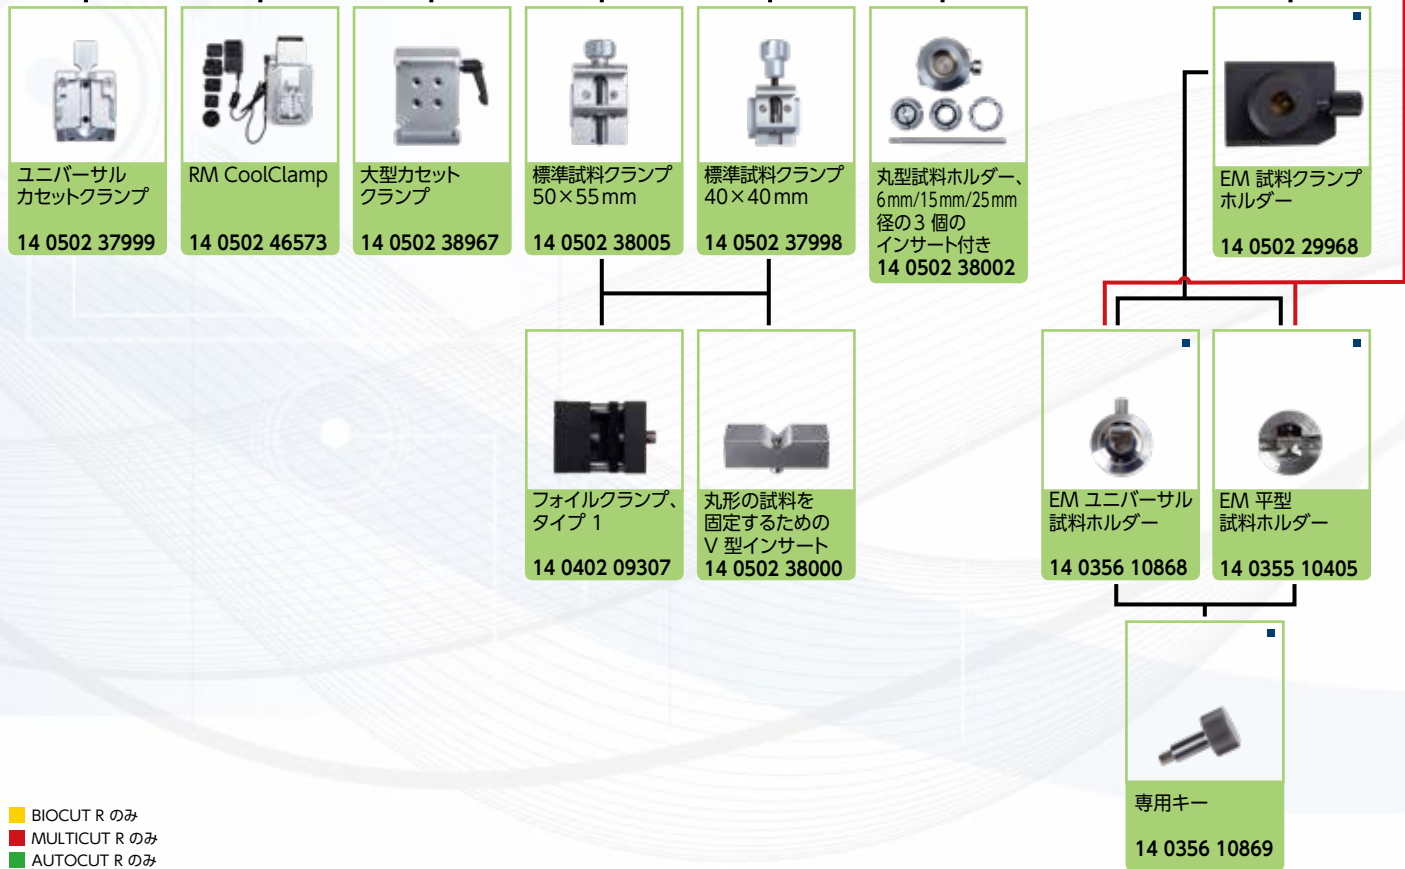 ユニバーサル
カセットクランプ
14 0502 37999
RM CoolClamp
14 0502 46573
大型カセット
クランプ
14 0502 38967
標準試料クランプ
50×55mm
14 0502 38005
標準試料クランプ
40×40mm
14 0502 37998
丸型試料ホルダー、
6mm/15mm/25mm
径の3 個の
インサート付き
14 0502 38002
EM 試料クランプ
ホルダー
14 0502 29968
フォイルクランプ、
タイプ 1
14 0402 09307
丸形の試料を
固定するための
V 型インサート
14 0502 38000
EM ユニバーサル
試料ホルダー
14 0356 10868
EM 平型
試料ホルダー
14 0355 10405
専用キー
14 0356 10869
BIOCUT R のみ
MULTICUT R のみ
AUTOCUT R のみ